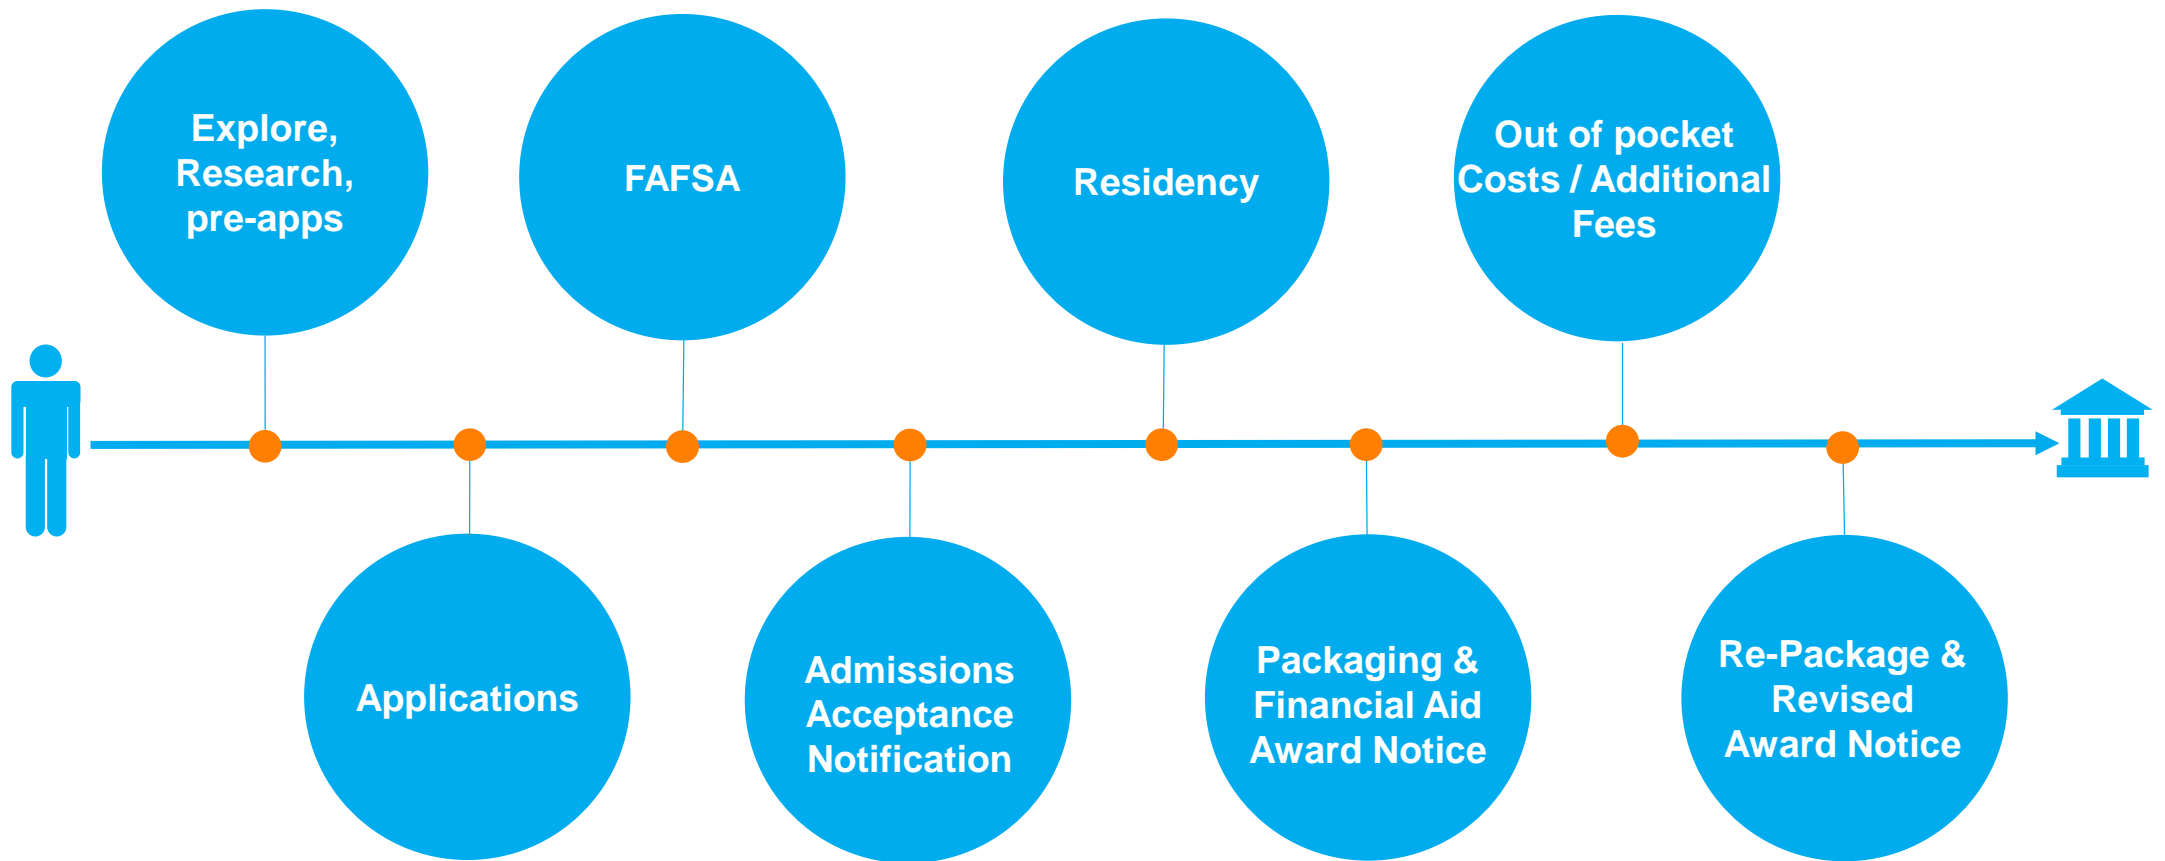 Explore,
Research,
pre-apps
FAFSA
Residency
Out of pocket
Costs / Additional
Fees
Applications
Admissions
Acceptance
Notification
Packaging &
Financial Aid
Award Notice
Re-Package &
Revised
Award Notice